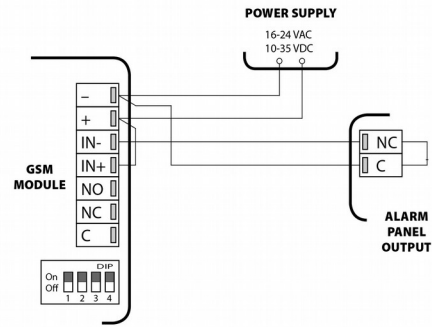 POWER SUPPLY
16-24 VAC
10-35 VDC
–
+
IN-
IN+
NO
NC
C
GSM
MODULE
DIP
On
Off
1 2 3 4
NC
C
ALARM
PANEL
OUTPUT